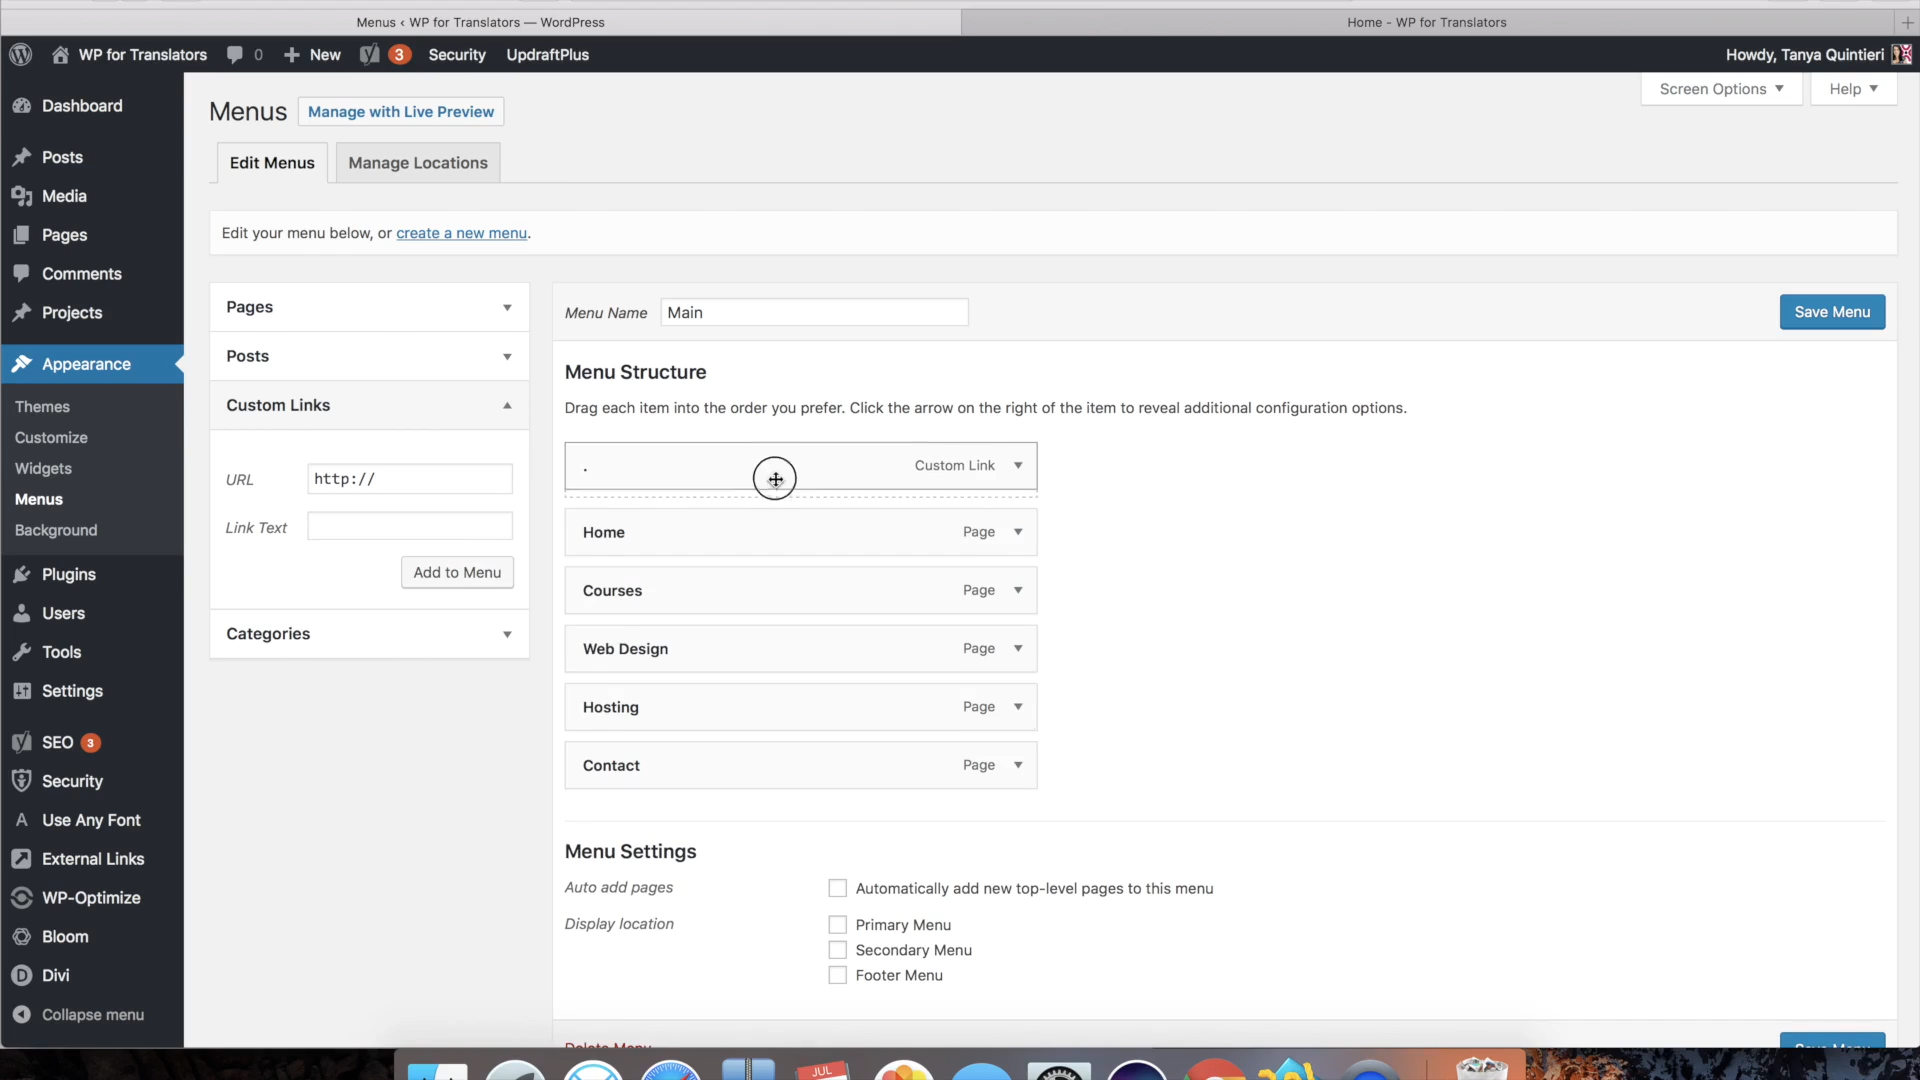 Menus ‹ WP for Translators — WordPress
Home - WP for Translators
WP for Translators 0 New 3 Security UpdraftPlus
Howdy, Tanya Quintieri
Screen Options ▼
Help ▼
Dashboard
Posts
Media
Pages
Comments
Projects
Appearance
Themes
Customize
Widgets
Menus
Background
Plugins
Users
Tools
Settings
SEO 3
Security
Use Any Font
External Links
WP-Optimize
Bloom
Divi
Collapse menu
Menus Manage with Live Preview
Edit Menus Manage Locations
Edit your menu below, or create a new menu.
Pages
Posts
Custom Links
URL http://
Link Text
Add to Menu
Categories
Menu Name Main
Save Menu
Menu Structure
Drag each item into the order you prefer. Click the arrow on the right of the item to reveal additional configuration options.
. Custom Link
Home Page
Courses Page
Web Design Page
Hosting Page
Contact Page
Menu Settings
Auto add pages Automatically add new top-level pages to this menu
Display location Primary Menu
Secondary Menu
Footer Menu
Delete Menu
Save Menu
JUL